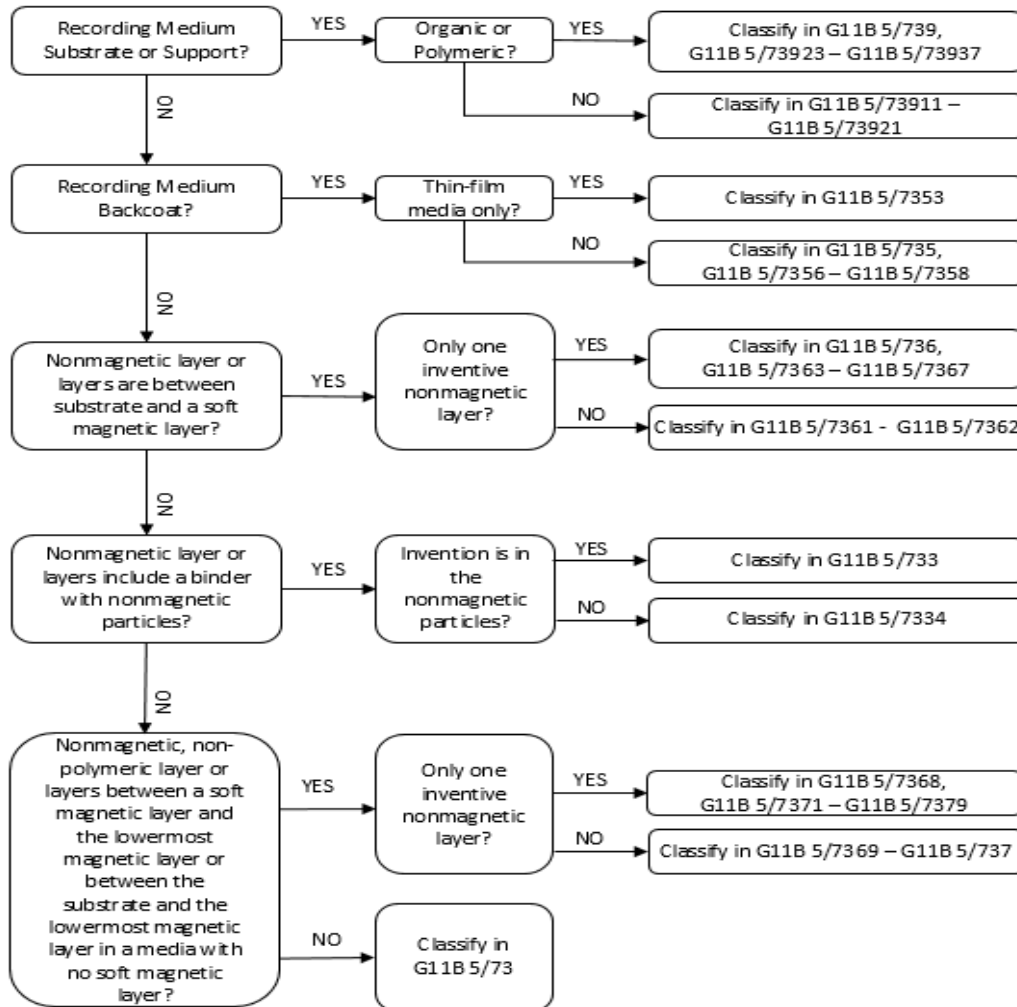 Recording Medium
Substrate or Support?
YES
Organic or
Polymeric?
YES
Classify in G11B 5/739,
G11B 5/73923 – G11B 5/73937
NO
Classify in G11B 5/73911 –
G11B 5/73921
NO
Recording Medium
Backcoat?
YES
Thin-film
media only?
YES
Classify in G11B 5/7353
NO
Classify in G11B 5/735,
G11B 5/7356 – G11B 5/7358
NO
Nonmagnetic layer or
layers are between
substrate and a soft
magnetic layer?
YES
Only one
inventive
nonmagnetic
layer?
YES
Classify in G11B 5/736,
G11B 5/7363 – G11B 5/7367
NO
Classify in G11B 5/7361 - G11B 5/7362
NO
Nonmagnetic layer or
layers include a binder
with nonmagnetic
particles?
YES
Invention is in
the
nonmagnetic
particles?
YES
Classify in G11B 5/733
NO
Classify in G11B 5/7334
NO
Nonmagnetic, non-
polymeric layer or
layers between a soft
magnetic layer and
the lowermost
magnetic layer or
between the
substrate and the
lowermost magnetic
layer in a media with
no soft magnetic
layer?
YES
Only one
inventive
nonmagnetic
layer?
YES
Classify in G11B 5/7368,
G11B 5/7371 – G11B 5/7379
NO
Classify in G11B 5/7369 – G11B 5/737
NO
Classify in
G11B 5/73